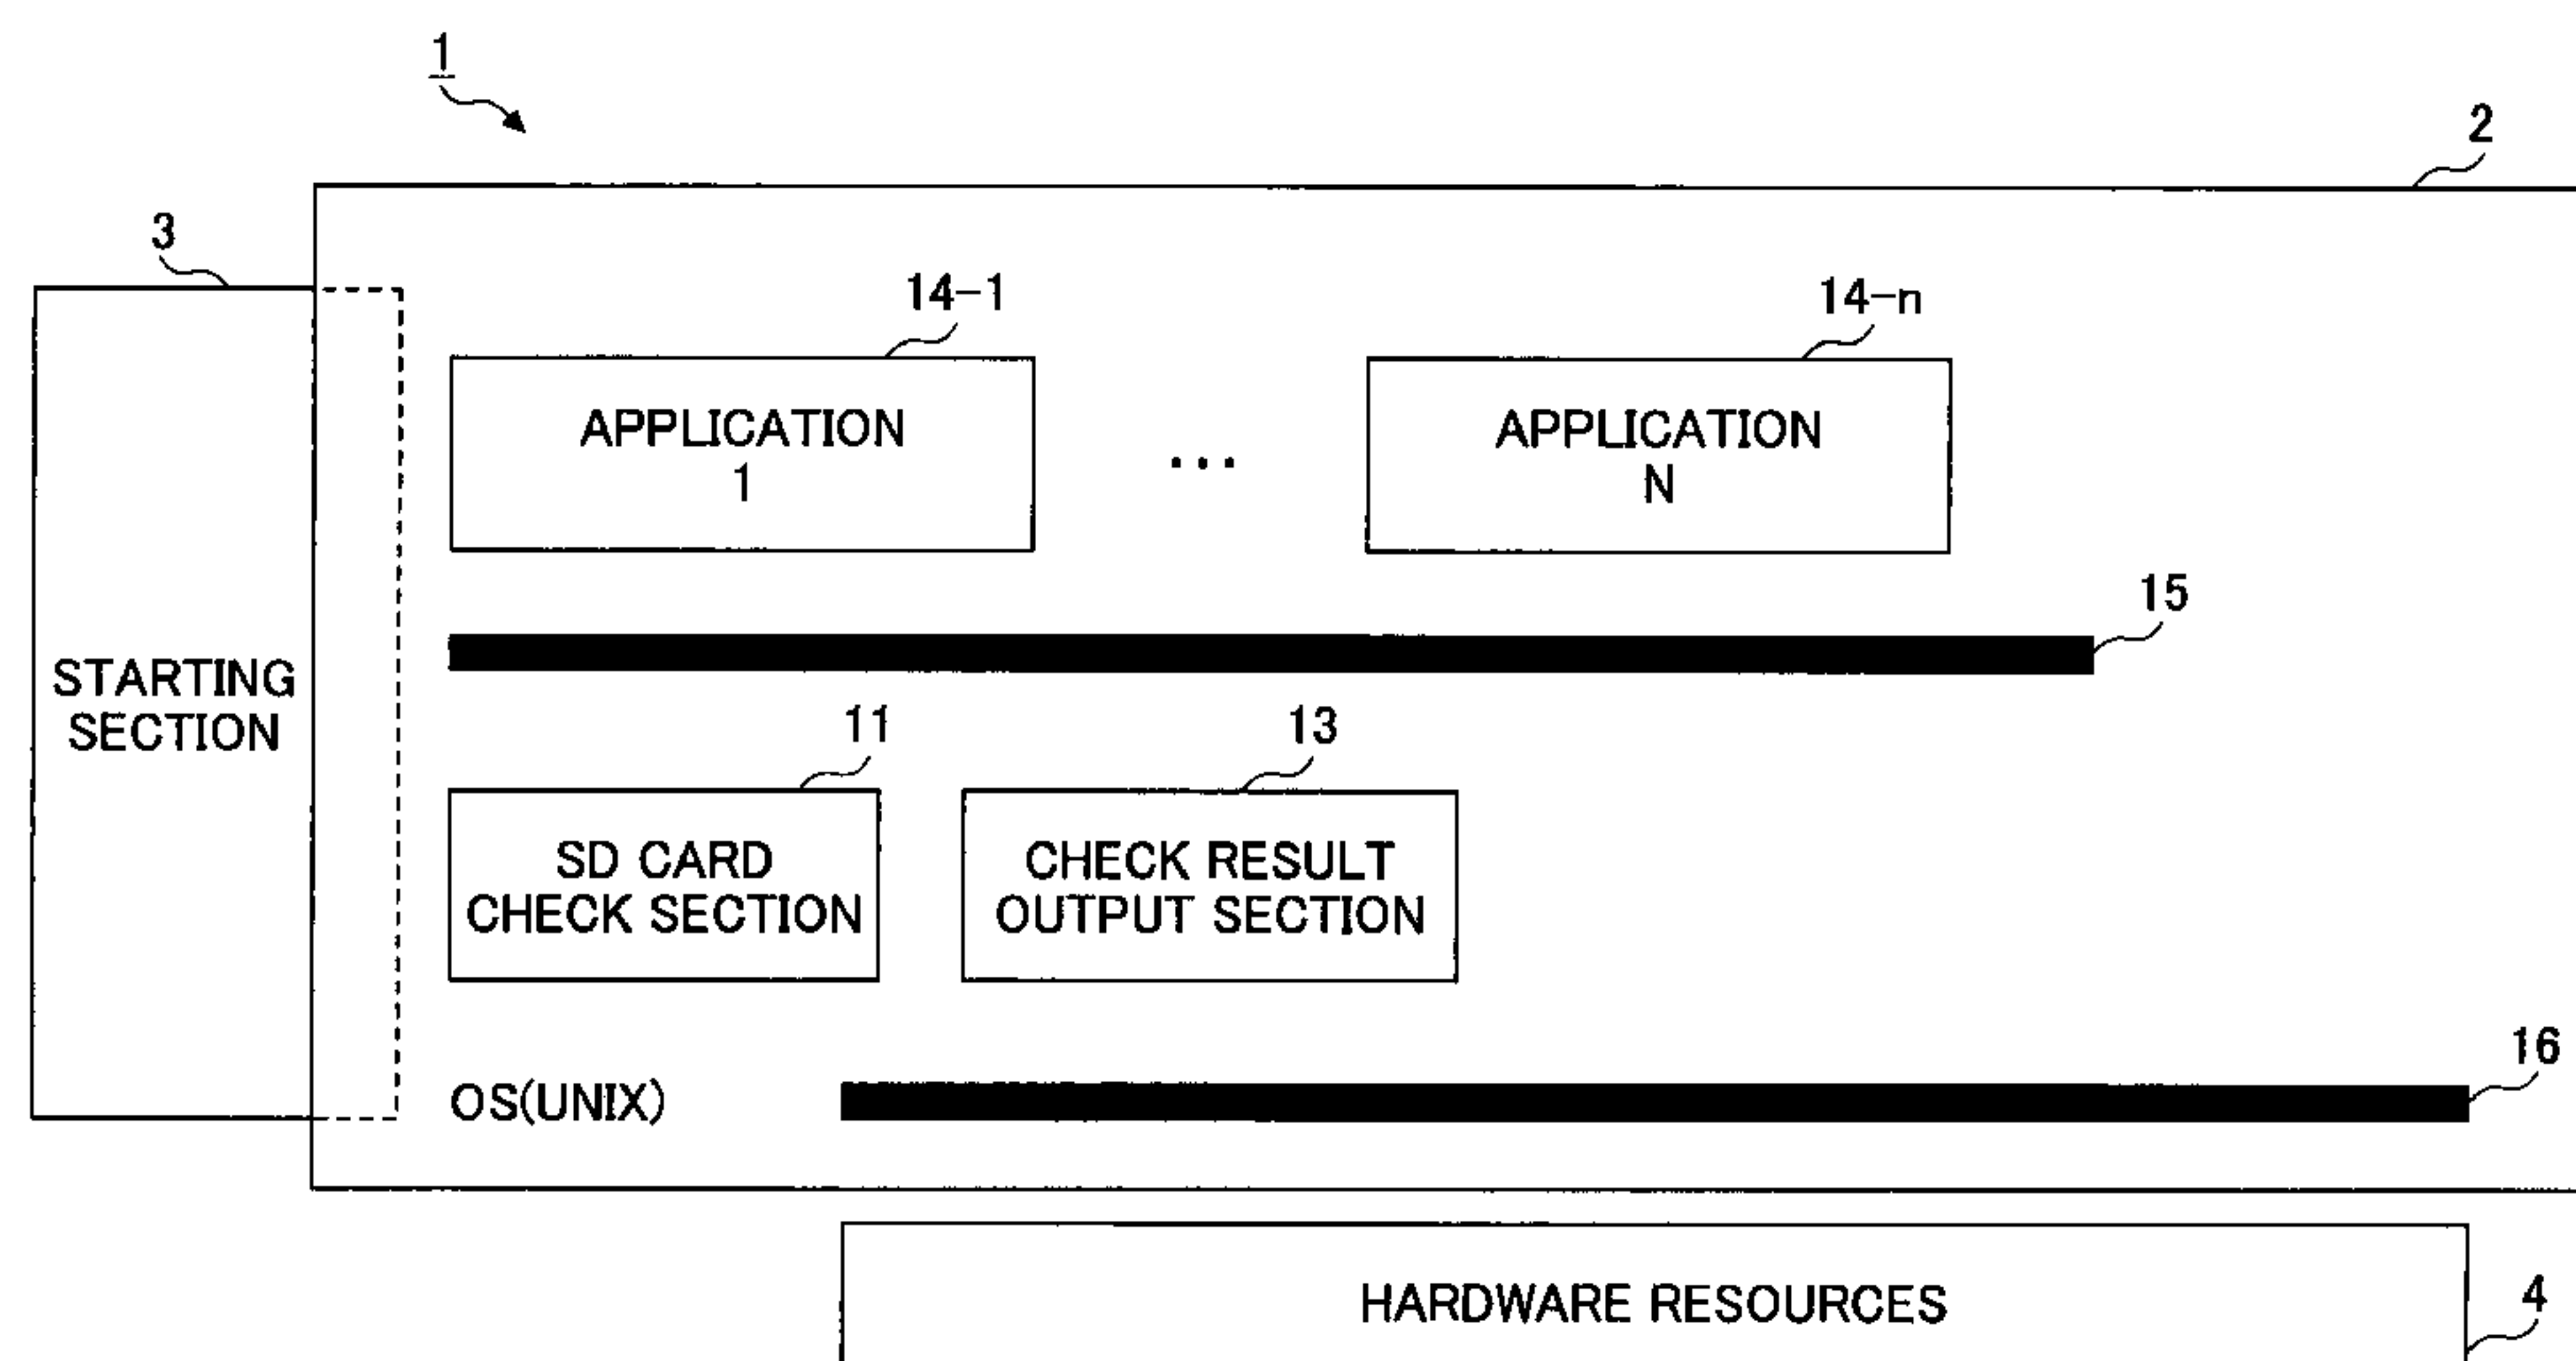 1
2
3
14-1
14-n
APPLICATION
1
...
APPLICATION
N
15
STARTING
SECTION
11
13
SD CARD
CHECK SECTION
CHECK RESULT
OUTPUT SECTION
16
OS(UNIX)
HARDWARE RESOURCES
4